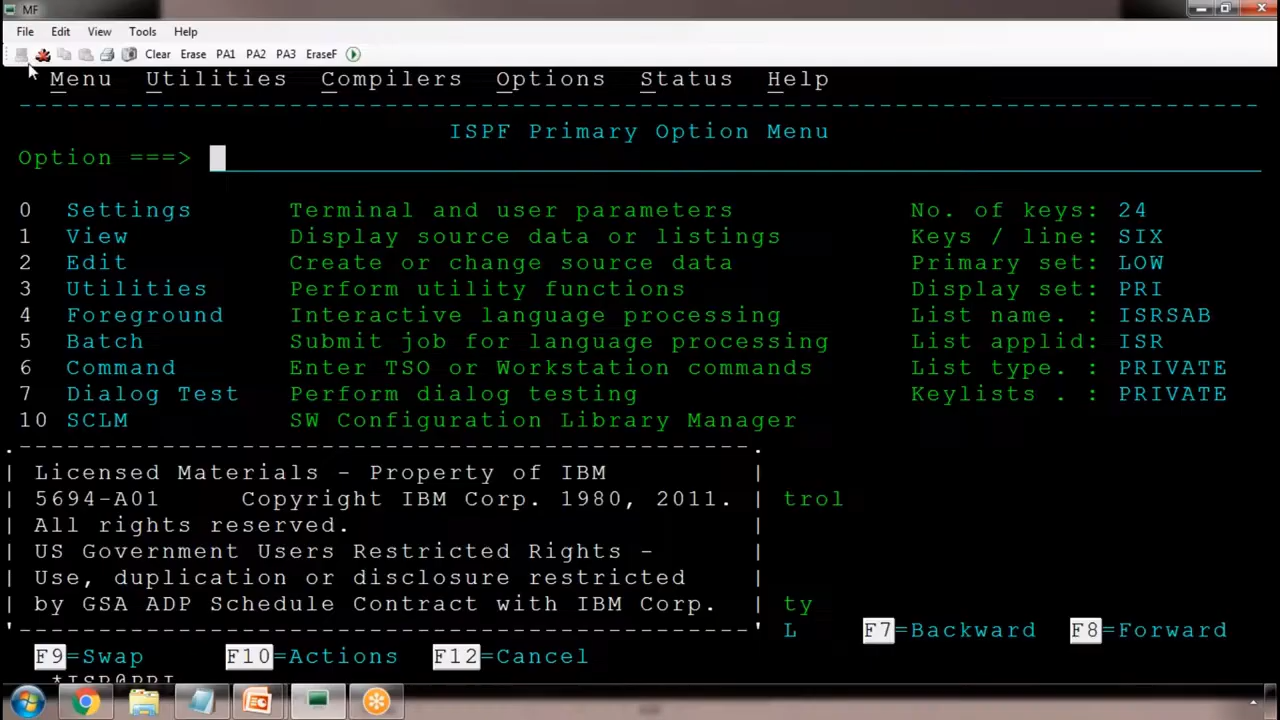 MF
File Edit View Tools Help
Clear Erase PA1 PA2 PA3 EraseF
Menu Utilities Compilers Options Status Help
--------------------------------------------------------------------------------
ISPF Primary Option Menu
Option ===>
0 Settings Terminal and user parameters No. of keys: 24
1 View Display source data or listings Keys / line: SIX
2 Edit Create or change source data Primary set: LOW
3 Utilities Perform utility functions Display set: PRI
4 Foreground Interactive language processing List name. : ISRSAB
5 Batch Submit job for language processing List applid: ISR
6 Command Enter TSO or Workstation commands List type. : PRIVATE
7 Dialog Test Perform dialog testing Keylists . : PRIVATE
10 SCLM SW Configuration Library Manager
.----------------------------------------------.
| Licensed Materials - Property of IBM |
| 5694-A01 Copyright IBM Corp. 1980, 2011. | trol
| All rights reserved. |
| US Government Users Restricted Rights - |
| Use, duplication or disclosure restricted |
| by GSA ADP Schedule Contract with IBM Corp. | ty
'----------------------------------------------' L F7=Backward F8=Forward
F9=Swap F10=Actions F12=Cancel
*ISR@PRI